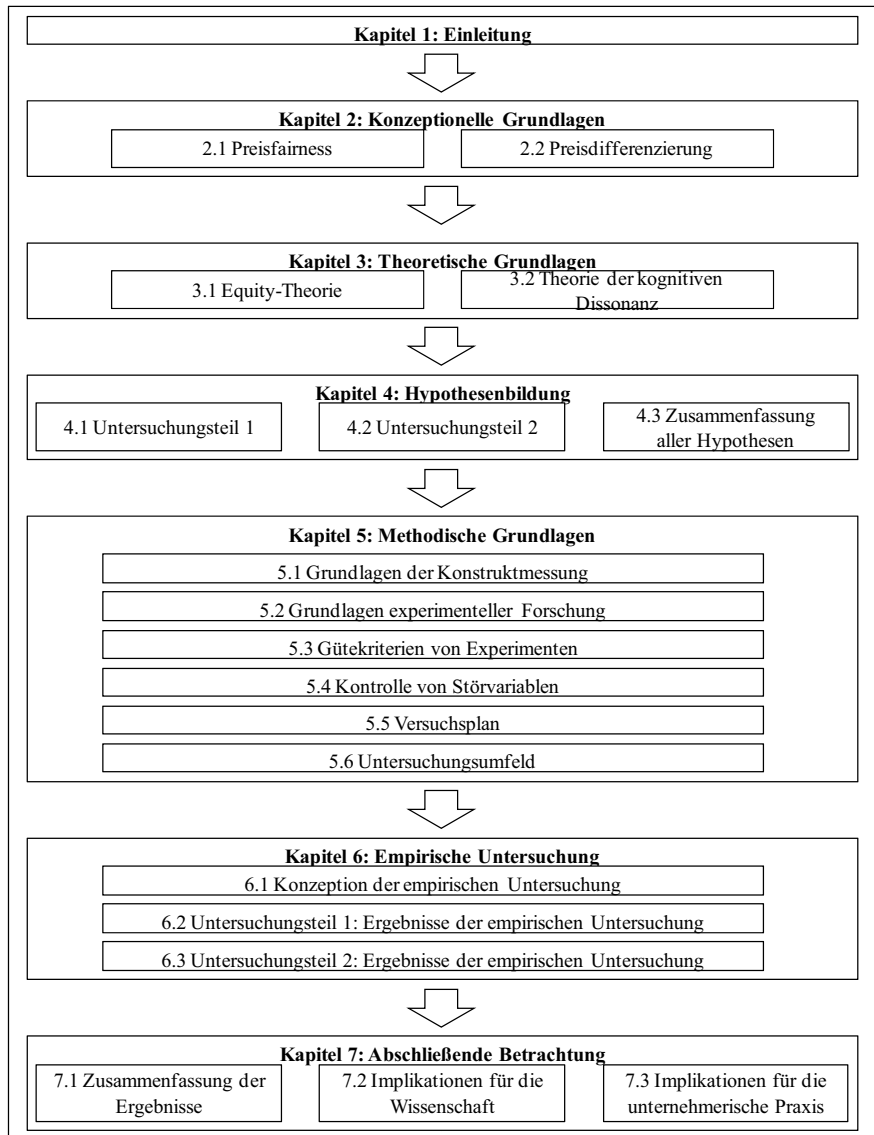 Kapitel 1: Einleitung
Kapitel 2: Konzeptionelle Grundlagen
2.1 Preisfairness
2.2 Preisdifferenzierung
Kapitel 3: Theoretische Grundlagen
3.1 Equity-Theorie
3.2 Theorie der kognitiven
Dissonanz
Kapitel 4: Hypothesenbildung
4.1 Untersuchungsteil 1
4.2 Untersuchungsteil 2
4.3 Zusammenfassung
aller Hypothesen
Kapitel 5: Methodische Grundlagen
5.1 Grundlagen der Konstruktmessung
5.2 Grundlagen experimenteller Forschung
5.3 Gütekriterien von Experimenten
5.4 Kontrolle von Störvariablen
5.5 Versuchsplan
5.6 Untersuchungsumfeld
Kapitel 6: Empirische Untersuchung
6.1 Konzeption der empirischen Untersuchung
6.2 Untersuchungsteil 1: Ergebnisse der empirischen Untersuchung
6.3 Untersuchungsteil 2: Ergebnisse der empirischen Untersuchung
Kapitel 7: Abschließende Betrachtung
7.1 Zusammenfassung der
Ergebnisse
7.2 Implikationen für die
Wissenschaft
7.3 Implikationen für die
unternehmerische Praxis